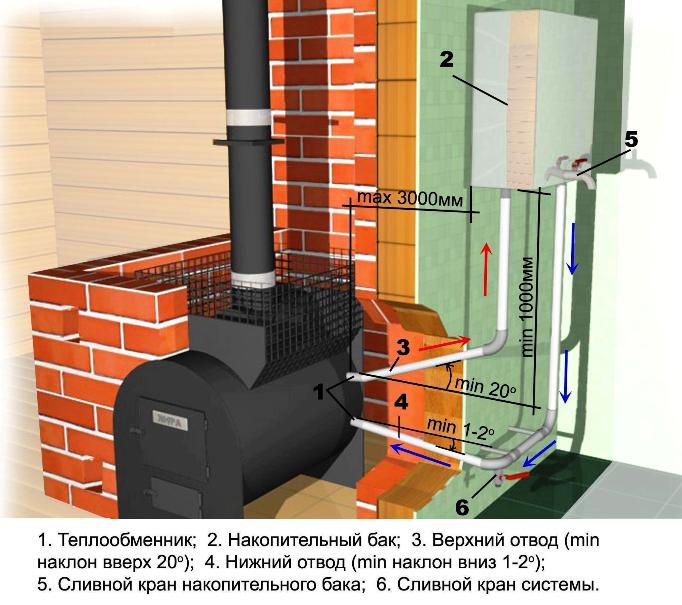 2
5
max 3000мм
min 1000мм
3
1
min 20°
4
min 1-2°
6
1. Теплообменник; 2. Накопительный бак; 3. Верхний отвод (min
наклон вверх 20°); 4. Нижний отвод (min наклон вниз 1-2°);
5. Сливной кран накопительного бака; 6. Сливной кран системы.